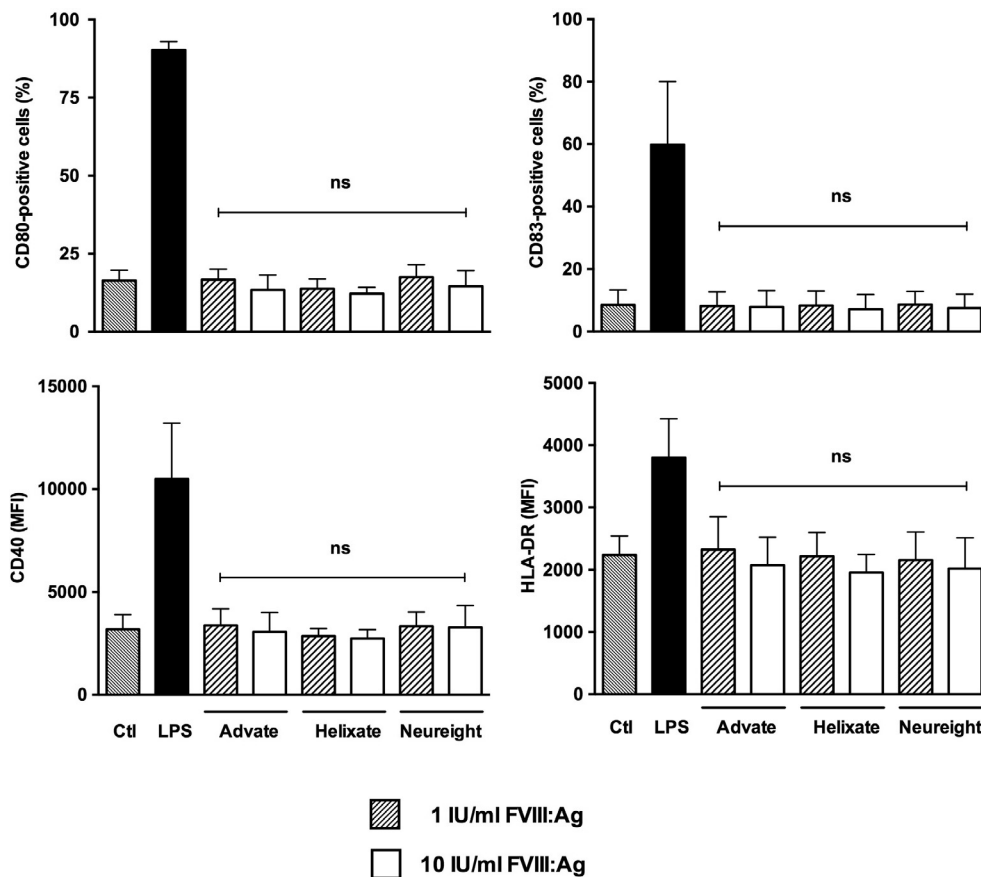 100
75
50
25
0
CD80-positive cells (%)
ns
100
80
60
40
20
0
CD83-positive cells (%)
ns
15000
10000
5000
0
CD40 (MFI)
ns
Ctl LPS Advate Helixate Neureight
5000
4000
3000
2000
1000
0
HLA-DR (MFI)
ns
Ctl LPS Advate Helixate Neureight
1 IU/ml FVIII:Ag
10 IU/ml FVIII:Ag